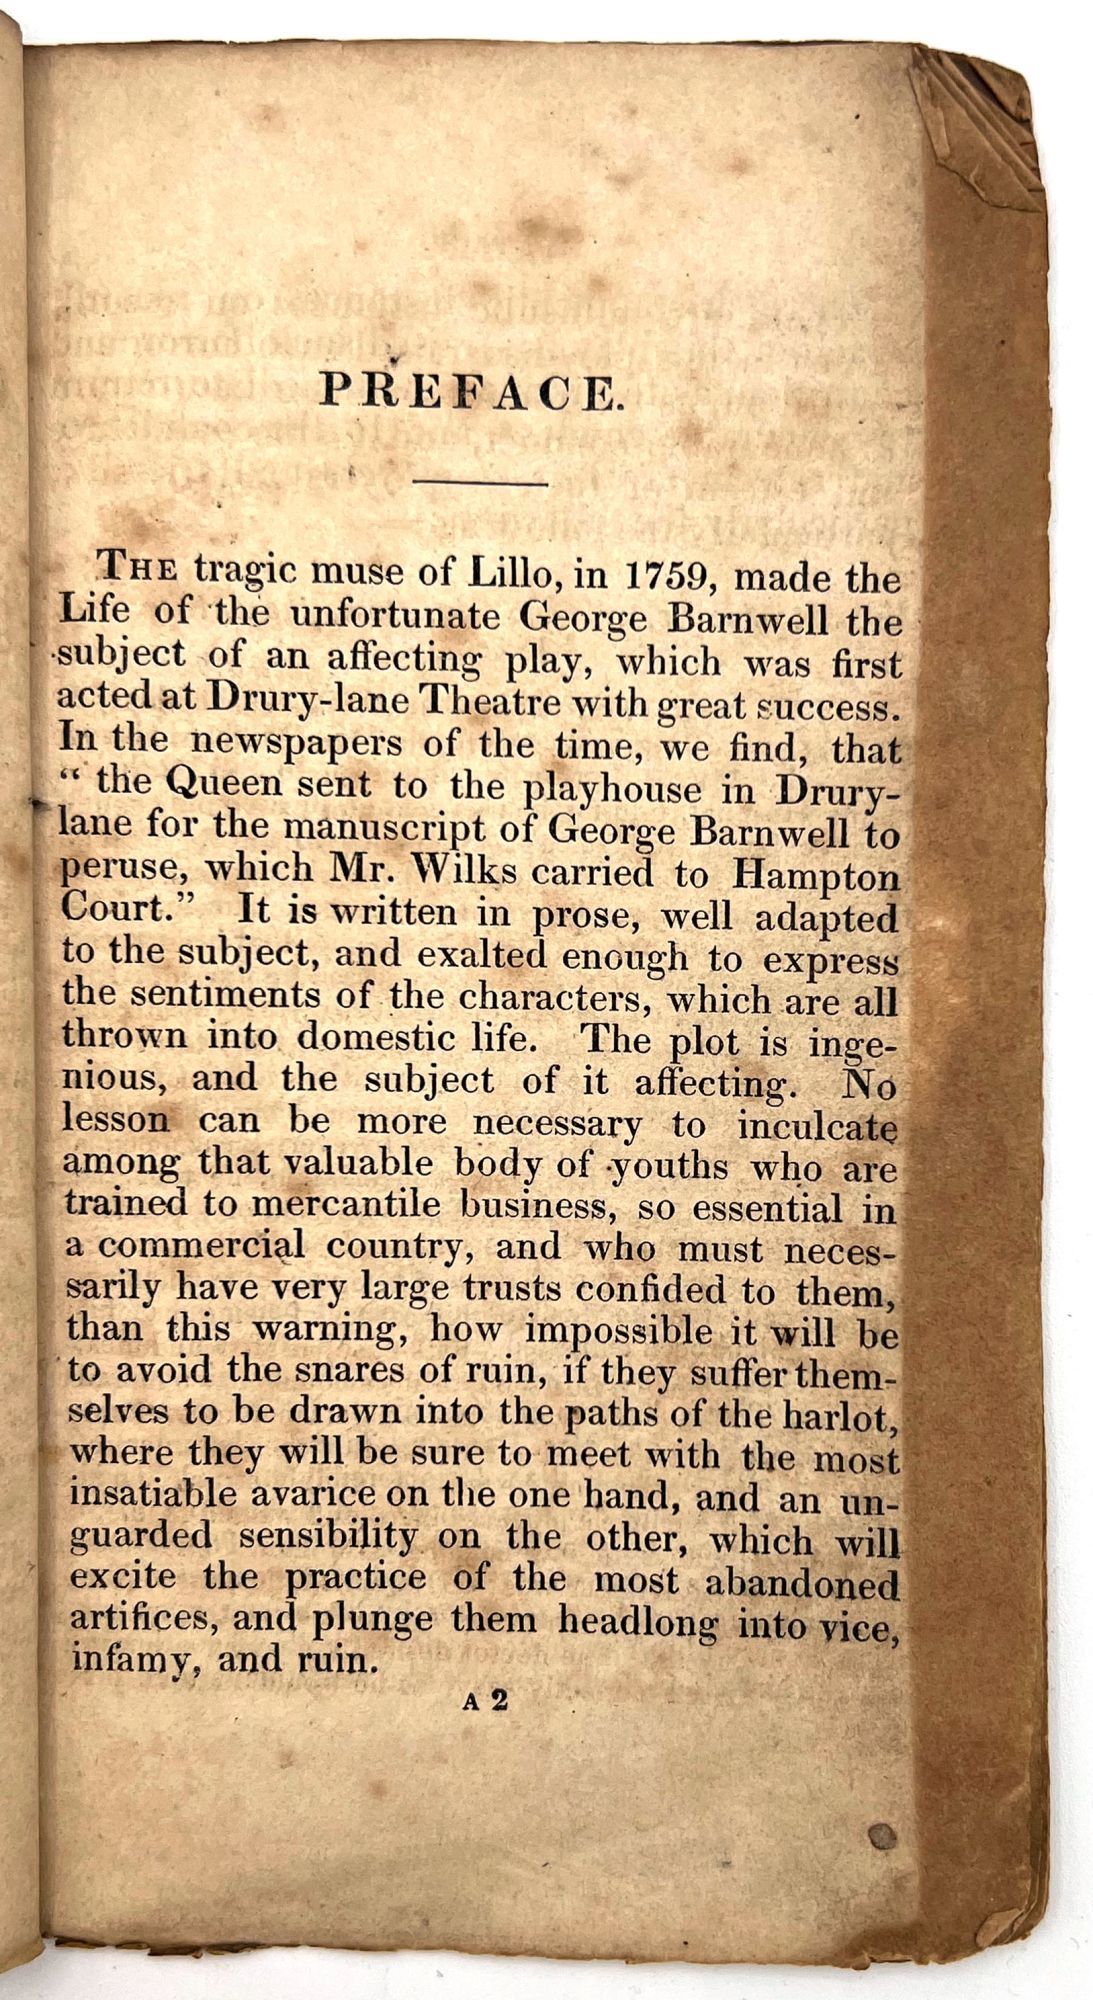 PREFACE.
THE tragic muse of Lillo, in 1759, made the
Life of the unfortunate George Barnwell the
subject of an affecting play, which was first
acted at Drury-lane Theatre with great success.
In the newspapers of the time, we find, that
“ the Queen sent to the playhouse in Drury-
lane for the manuscript of George Barnwell to
peruse, which Mr. Wilks carried to Hampton
Court.” It is written in prose, well adapted
to the subject, and exalted enough to express
the sentiments of the characters, which are all
thrown into domestic life. The plot is inge-
nious, and the subject of it affecting. No
lesson can be more necessary to inculcate
among that valuable body of youths who are
trained to mercantile business, so essential in
a commercial country, and who must neces-
sarily have very large trusts confided to them,
than this warning, how impossible it will be
to avoid the snares of ruin, if they suffer them-
selves to be drawn into the paths of the harlot,
where they will be sure to meet with the most
insatiable avarice on the one hand, and an un-
guarded sensibility on the other, which will
excite the practice of the most abandoned
artifices, and plunge them headlong into vice,
infamy, and ruin.
A 2